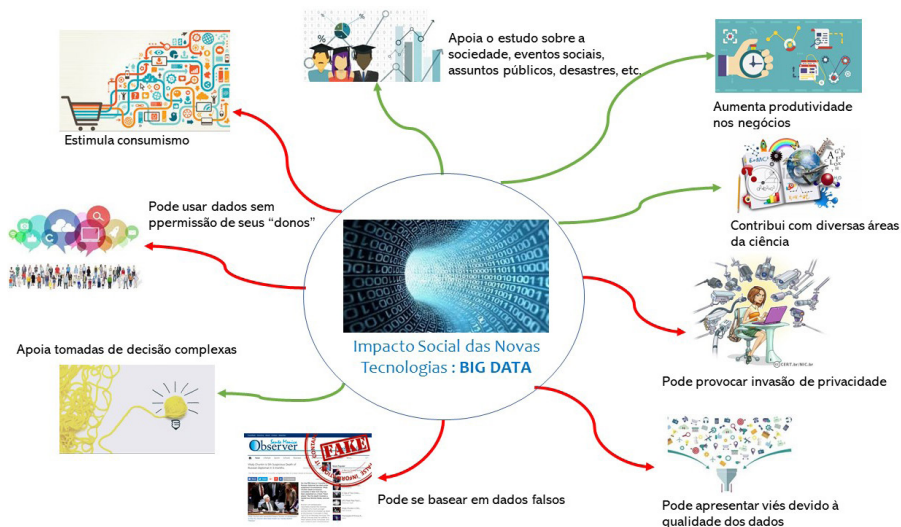 Apoia o estudo sobre a
sociedade, eventos sociais,
assuntos públicos, desastres, etc.
Aumenta produtividade
nos negócios
Estimula consumismo
Pode usar dados sem
ppermissão de seus “donos”
Contribui com diversas áreas
da ciência
Impacto Social das Novas
Tecnologias : BIG DATA
Apoia tomadas de decisão complexas
Pode provocar invasão de privacidade
Observer
FAKE
Pode se basear em dados falsos
Pode apresentar viés devido à
qualidade dos dados